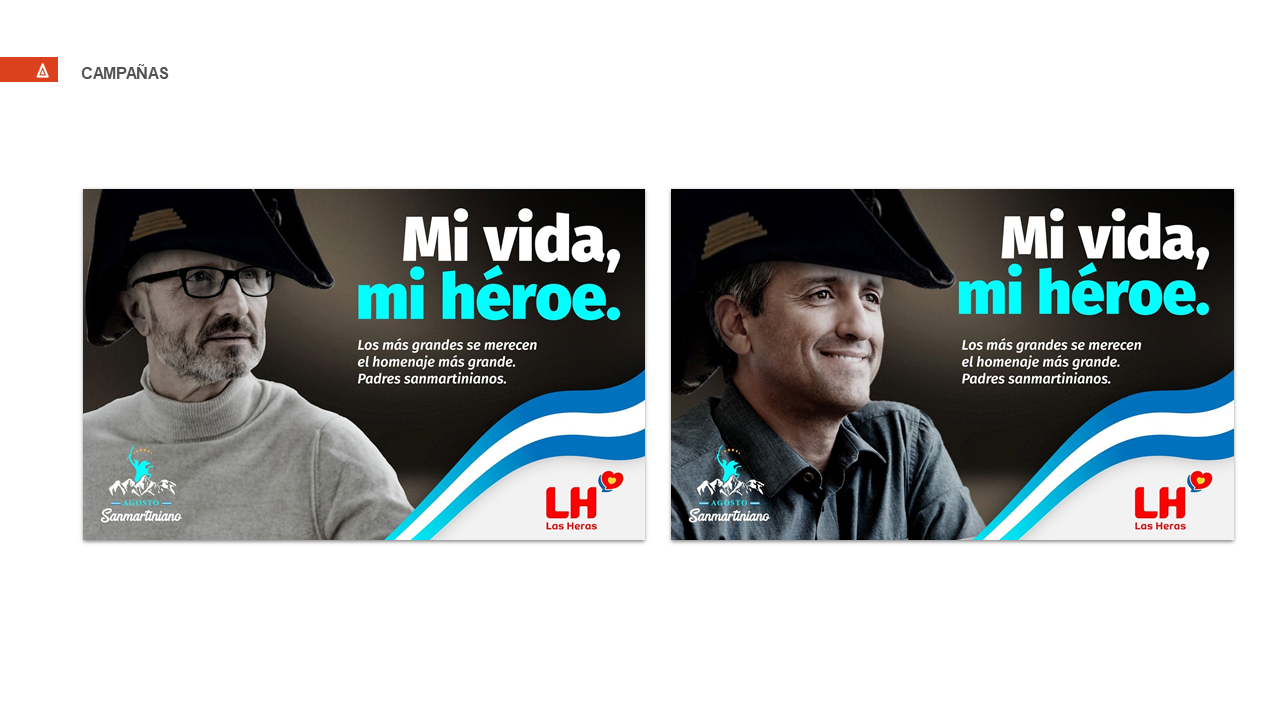 CAMPAÑAS
Mi vida,
mi héroe.
Los más grandes se merecen
el homenaje más grande.
Padres sanmartinianos.
AGOSTO
Sanmartiniano
LH
Las Heras
Mi vida,
mi héroe.
Los más grandes se merecen
el homenaje más grande.
Padres sanmartinianos.
AGOSTO
Sanmartiniano
LH
Las Heras